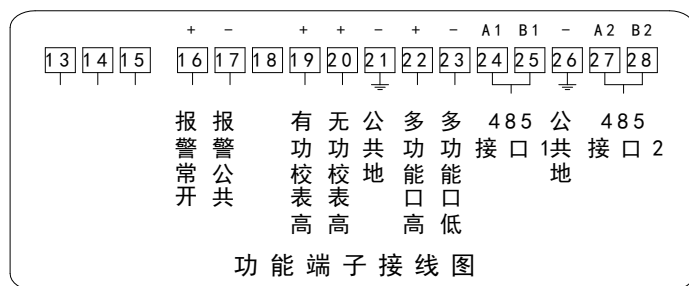 + − + + − + − A1 B1 − A2 B2
13 14 15 16 17 18 19 20 21 22 23 24 25 26 27 28
报警常开
报警公共
有功校表高
无功校表高
公共地
多功能口高
多功能口低
485
接口1
公共地
485
接口2
功能端子接线图